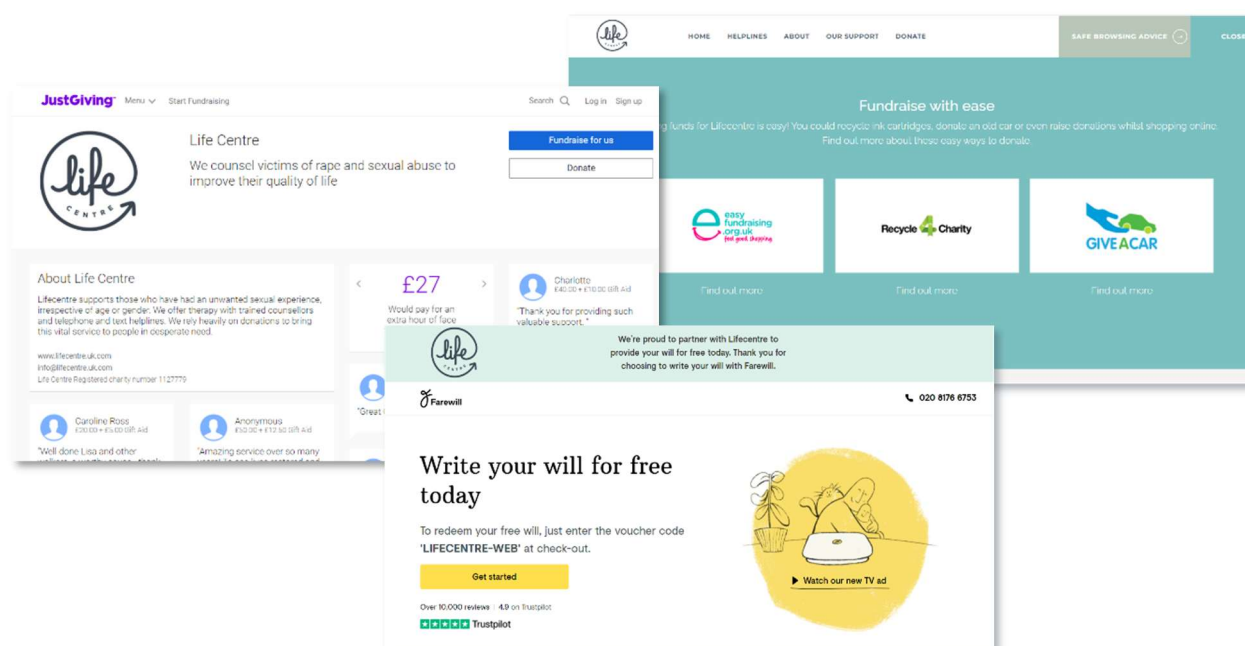 life
CENTRE
HOME HELPLINES ABOUT OUR SUPPORT DONATE
SAFE BROWSING ADVICE
Fundraise with ease
funds for Lifecentre is easy! You could recycle ink cartridges, donate an old car or even raise donations whilst shopping online.
Find out more about these easy ways to donate.
easy
fundraising
.org.uk
feel good shopping
Recycle 4 Charity
GIVEACAR
Find out more
Find out more
Find out more
JustGiving Menu Start Fundraising
Search Log in Sign up
life
CENTRE
Life Centre
We counsel victims of rape and sexual abuse to
improve their quality of life
Fundraise for us
Donate
About Life Centre
Lifecentre supports those who have had an unwanted sexual experience,
irrespective of age or gender. We offer therapy with trained counsellors
and telephone and text helplines. We rely heavily on donations to bring
this vital service to people in desperate need.
www.lifecentre.uk.com
info@lifecentre.uk.com
Life Centre Registered charity number 1127779
£27
Would pay for an
extra hour of face
Charlotte
£40.00 + £10.00 Gift Aid
"Thank you for providing such
valuable support. "
Caroline Ross
£20.00 + £5.00 Gift Aid
"Well done Lisa and other
Anonymous
£50.00 + £12.50 Gift Aid
"Amazing service over so many
"Great
life
CENTRE
We're proud to partner with Lifecentre to
provide your will for free today. Thank you for
choosing to write your will with Farewill.
Farewill
020 8176 6753
Write your will for free
today
To redeem your free will, just enter the voucher code
'LIFECENTRE-WEB' at check-out.
Get started
Over 10,000 reviews | 4.9 on Trustpilot
Trustpilot
Watch our new TV ad